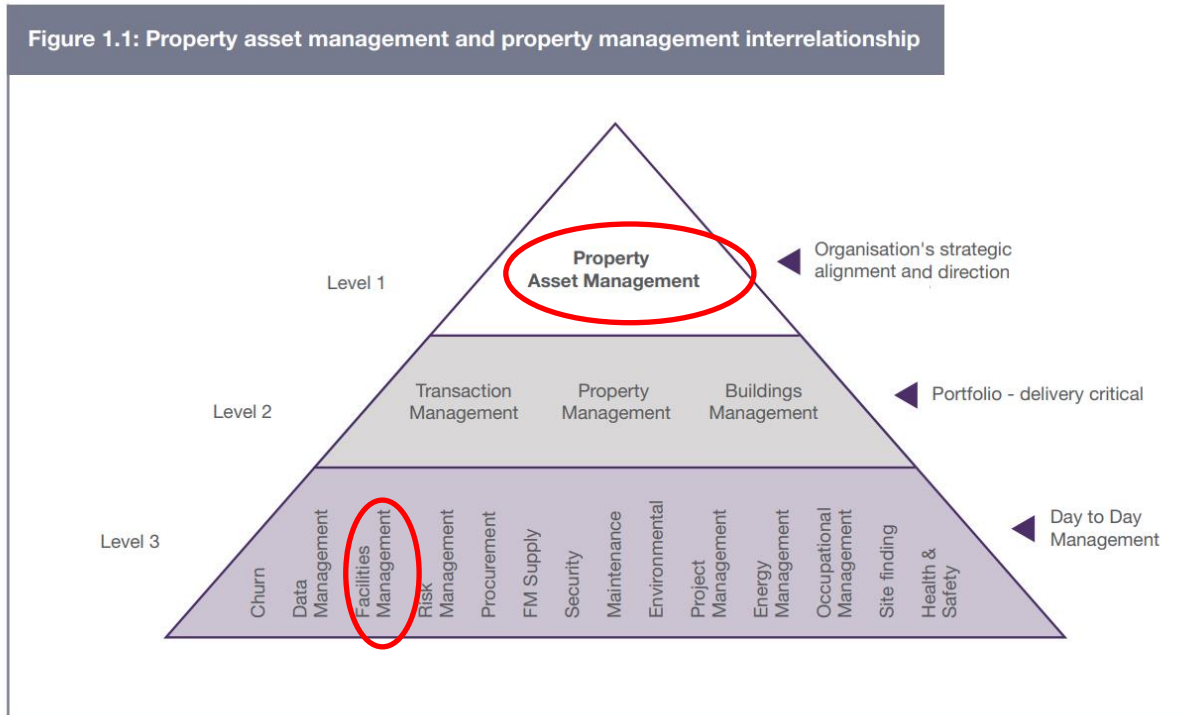 Figure 1.1: Property asset management and property management interrelationship
Property
Asset Management
Level 1
Organisation's strategic
alignment and direction
Level 2
Transaction
Management
Property
Management
Buildings
Management
Portfolio - delivery critical
Level 3
Churn
Data
Management
Facilities
Management
Risk
Management
Procurement
FM Supply
Security
Maintenance
Environmental
Project
Management
Energy
Management
Occupational
Management
Site finding
Health &
Safety
Day to Day
Management